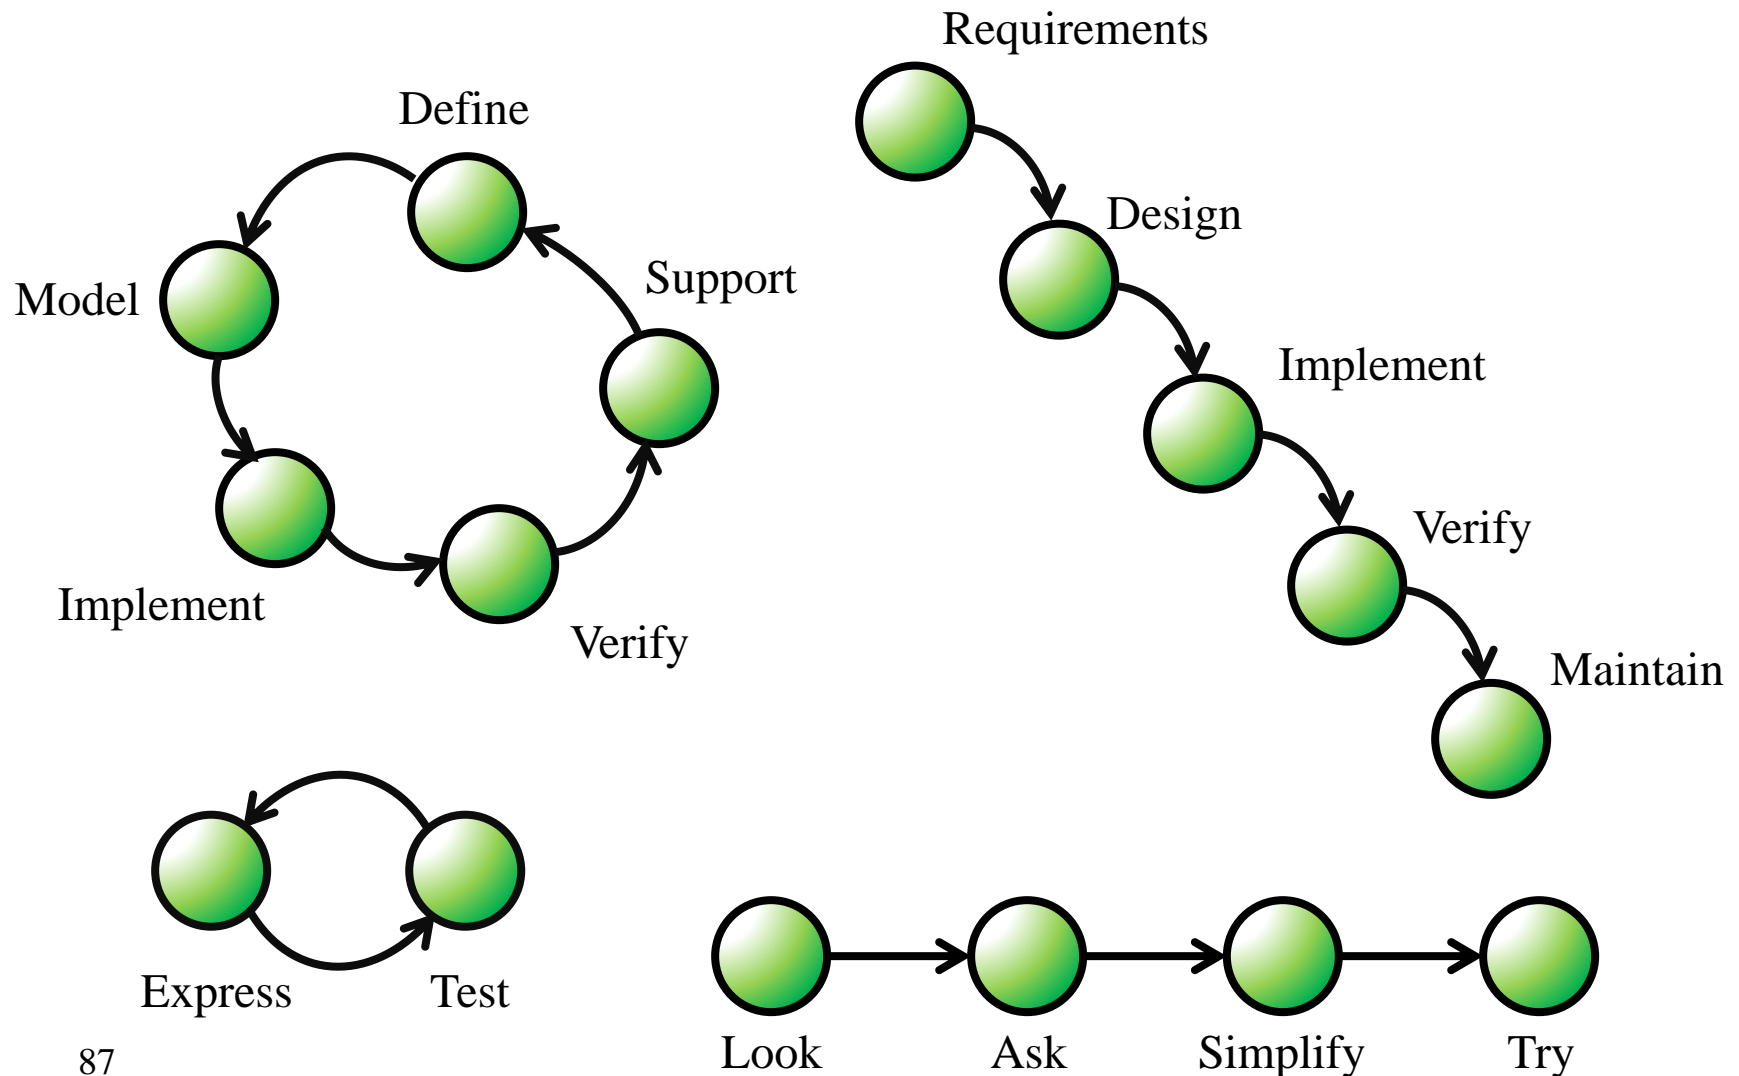 Requirements
Define
Design
Support
Model
Implement
Verify
Implement
Verify
Maintain
Express
Test
Look
Ask
Simplify
Try
87